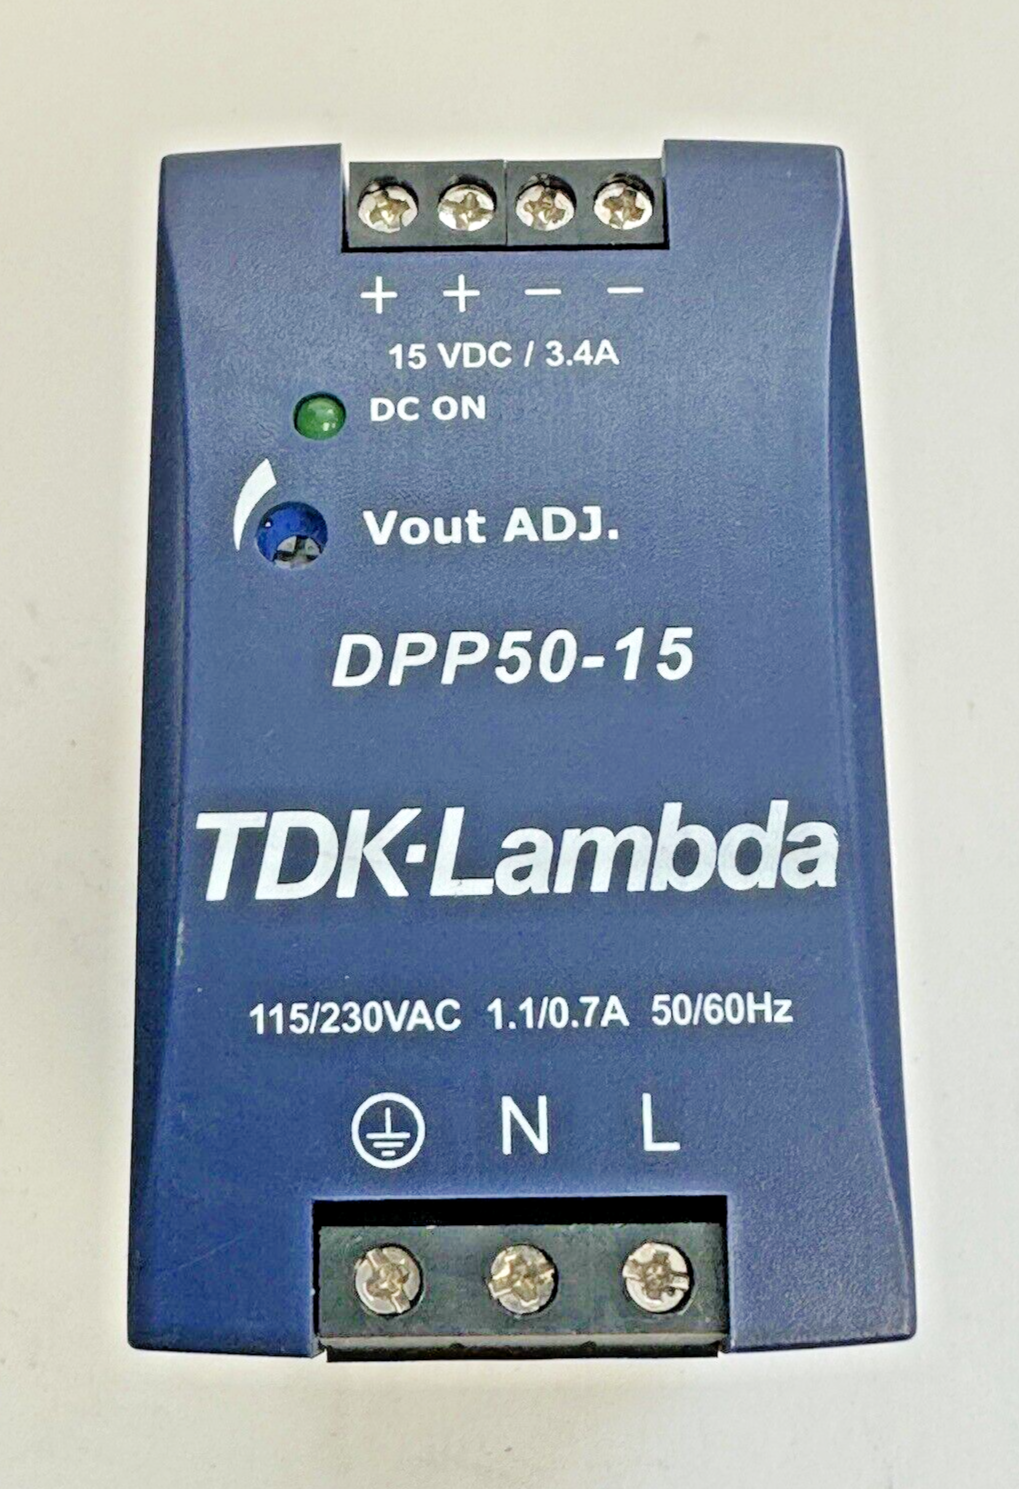 + + − −
15 VDC / 3.4A
DC ON
Vout ADJ.
DPP50-15
TDK·Lambda
115/230VAC 1.1/0.7A 50/60Hz
N L